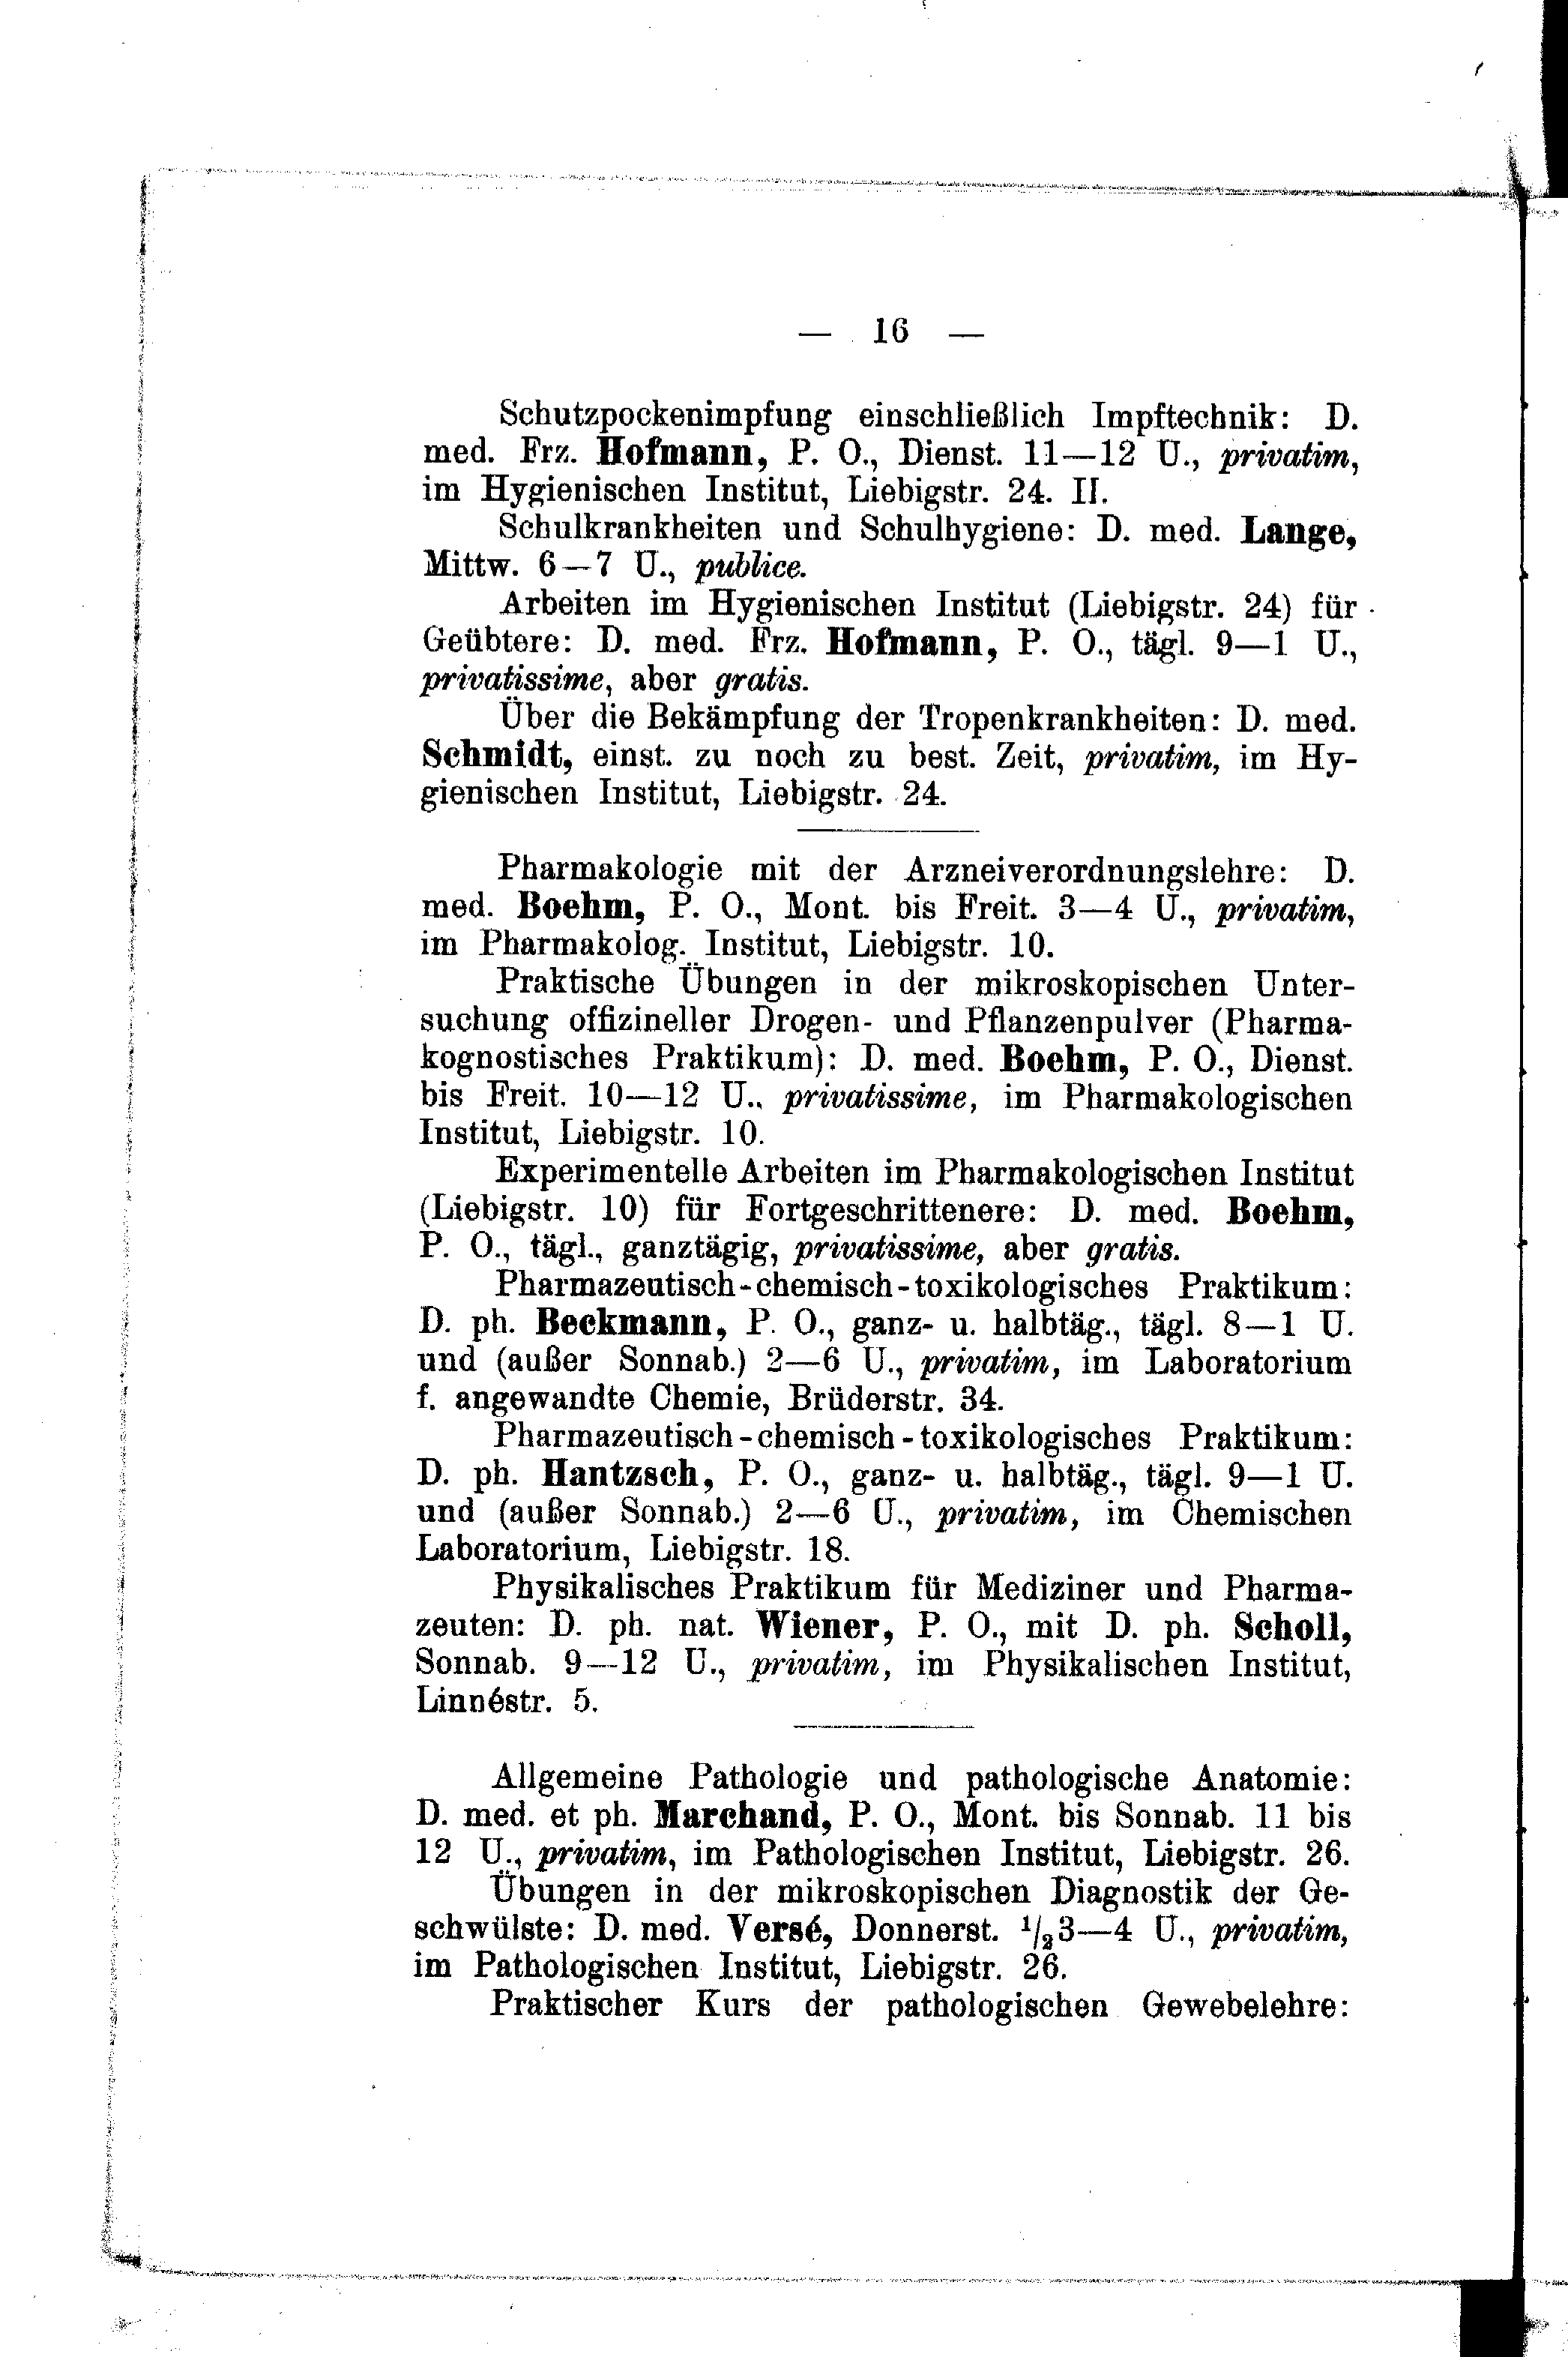 — 16 —
Schutzpockenimpfung einschließlich Impftechnik: D.
med. Frz. Hofmann, P. O., Dienst. 11—12 U., privatim,
im Hygienischen Institut, Liebigstr. 24. II.
Schulkrankheiten und Schulhygiene: D. med. Lange,
Mittw. 6—7 U., publice.
Arbeiten im Hygienischen Institut (Liebigstr. 24) für
Geübtere: D. med. Frz. Hofmann, P. O., tägl. 9—1 U.,
privatissime, aber gratis.
Über die Bekämpfung der Tropenkrankheiten: D. med.
Schmidt, einst. zu noch zu best. Zeit, privatim, im Hy-
gienischen Institut, Liebigstr. 24.
Pharmakologie mit der Arzneiverordnungslehre: D.
med. Boehm, P. O., Mont. bis Freit. 3—4 U., privatim,
im Pharmakolog. Institut, Liebigstr. 10.
Praktische Übungen in der mikroskopischen Unter-
suchung offizineller Drogen- und Pflanzenpulver (Pharma-
kognostisches Praktikum): D. med. Boehm, P. O., Dienst.
bis Freit. 10—12 U., privatissime, im Pharmakologischen
Institut, Liebigstr. 10.
Experimentelle Arbeiten im Pharmakologischen Institut
(Liebigstr. 10) für Fortgeschrittenere: D. med. Boehm,
P. O., tägl., ganztägig, privatissime, aber gratis.
Pharmazeutisch-chemisch-toxikologisches Praktikum:
D. ph. Beckmann, P. O., ganz- u. halbtäg., tägl. 8—1 U.
und (außer Sonnab.) 2—6 U., privatim, im Laboratorium
f. angewandte Chemie, Brüderstr. 34.
Pharmazeutisch-chemisch-toxikologisches Praktikum:
D. ph. Hantzsch, P. O., ganz- u. halbtäg., tägl. 9—1 U.
und (außer Sonnab.) 2—6 U., privatim, im Chemischen
Laboratorium, Liebigstr. 18.
Physikalisches Praktikum für Mediziner und Pharma-
zeuten: D. ph. nat. Wiener, P. O., mit D. ph. Scholl,
Sonnab. 9—12 U., privatim, im Physikalischen Institut,
Linnéstr. 5.
Allgemeine Pathologie und pathologische Anatomie:
D. med. et ph. Marchand, P. O., Mont. bis Sonnab. 11 bis
12 U., privatim, im Pathologischen Institut, Liebigstr. 26.
Übungen in der mikroskopischen Diagnostik der Ge-
schwülste: D. med. Versé, Donnerst. 1/2 3—4 U., privatim,
im Pathologischen Institut, Liebigstr. 26.
Praktischer Kurs der pathologischen Gewebelehre: